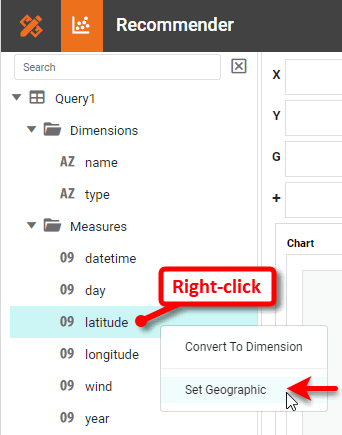 Recommender
Search
X
Query1
Y
Dimensions
G
AZ name
AZ type
+
Measures
Chart
09 datetime
09 day
Right-click
09 latitude
Convert To Dimension
09 longitude
09 wind
Set Geographic
09 year